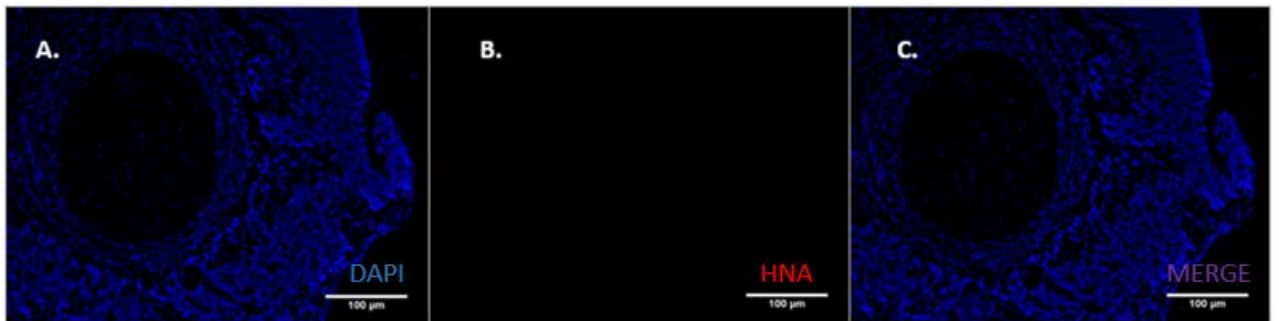 A.
DAPI
100 μm
B.
HNA
100 μm
C.
MERGE
100 μm